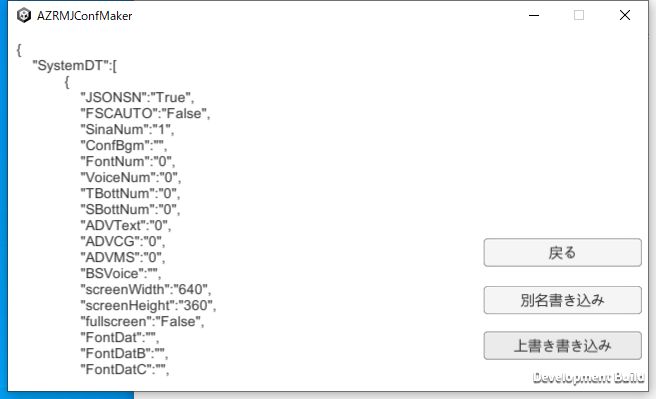 AZRMJConfMaker
{
"SystemDT":[
{
"JSONSN":"True",
"FSCAUTO":"False",
"SinaNum":"1",
"ConfBgm":"",
"FontNum":"0",
"VoiceNum":"0",
"TBottNum":"0",
"SBottNum":"0",
"ADVText":"0",
"ADVCG":"0",
"ADVMS":"0",
"BSVoice":"",
"screenWidth":"640",
"screenHeight":"360",
"fullscreen":"False",
"FontDat":"",
"FontDatB":"",
"FontDatC":"",
戻る
別名書き込み
上書き書き込み
Development Build